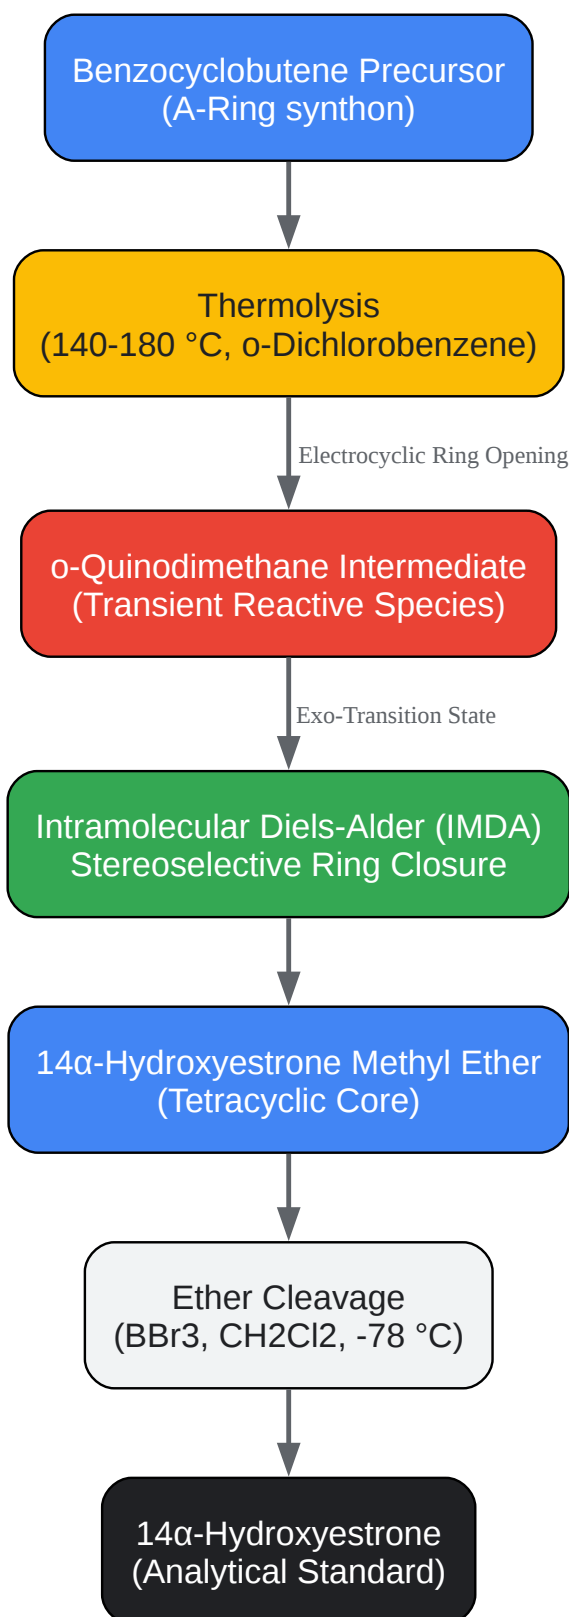 Benzocyclobutene Precursor
(A-Ring synthon)
Thermolysis
(140-180 °C, o-Dichlorobenzene)
Electrocyclic Ring Opening
o-Quinodimethane Intermediate
(Transient Reactive Species)
Exo-Transition State
Intramolecular Diels-Alder (IMDA)
Stereoselective Ring Closure
14α-Hydroxyestrone Methyl Ether
(Tetracyclic Core)
Ether Cleavage
(BBr3, CH2Cl2, -78 °C)
14α-Hydroxyestrone
(Analytical Standard)